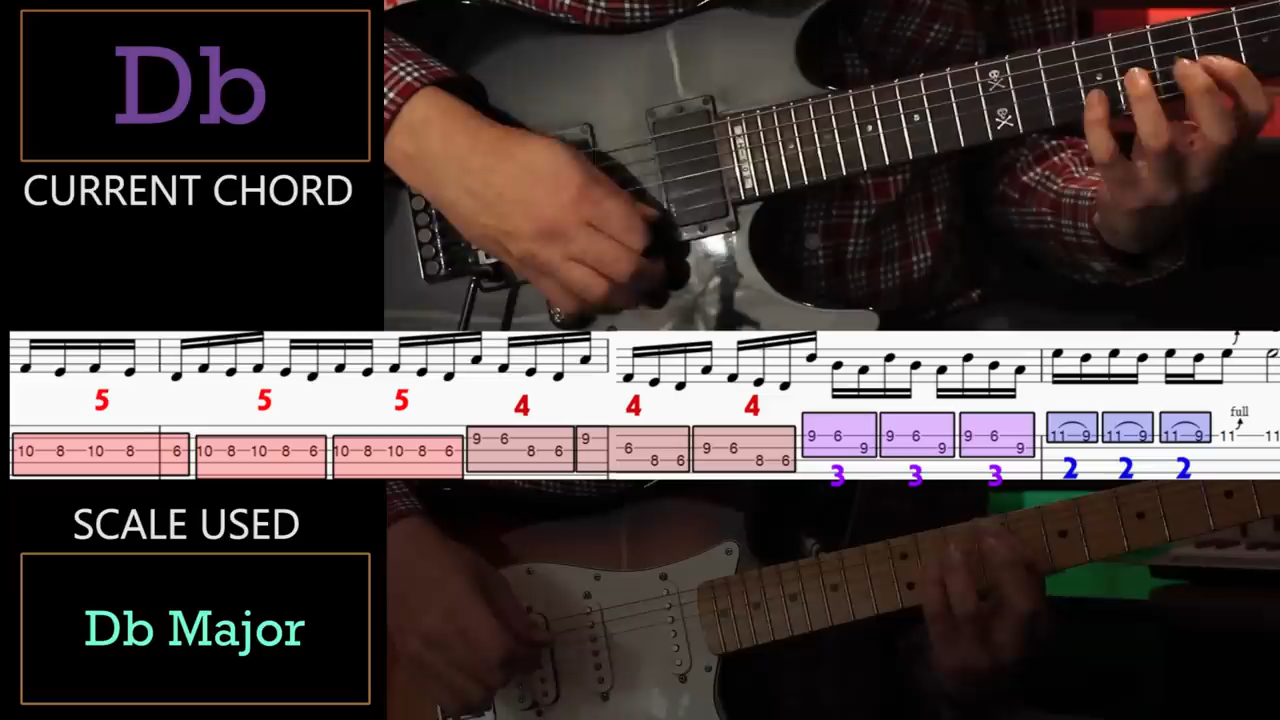 Db
CURRENT CHORD
5 5 5 4 4 4 full
10 8 10 8 6 10 8 10 8 6 10 8 10 8 6 9 6 8 6 9 6 8 6 9 6 8 6 9 6 9 9 6 9 9 6 9 11 9 11 9 11 9 11 11
3 3 3 2 2 2
SCALE USED
Db Major